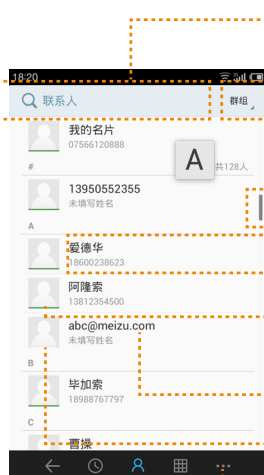 18:20
联系人
群组
我的名片
07566120888
A
#
共128人
13950552355
未填写姓名
A
爱德华
18600238623
阿隆索
13812354500
abc@meizu.com
未填写姓名
B
毕加索
18988767797
C
曹操